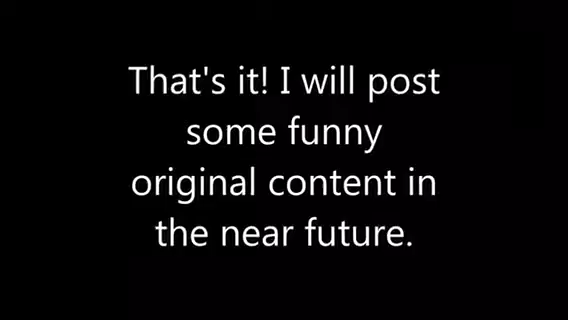 That's it! I will post
some funny
original content in
the near future.